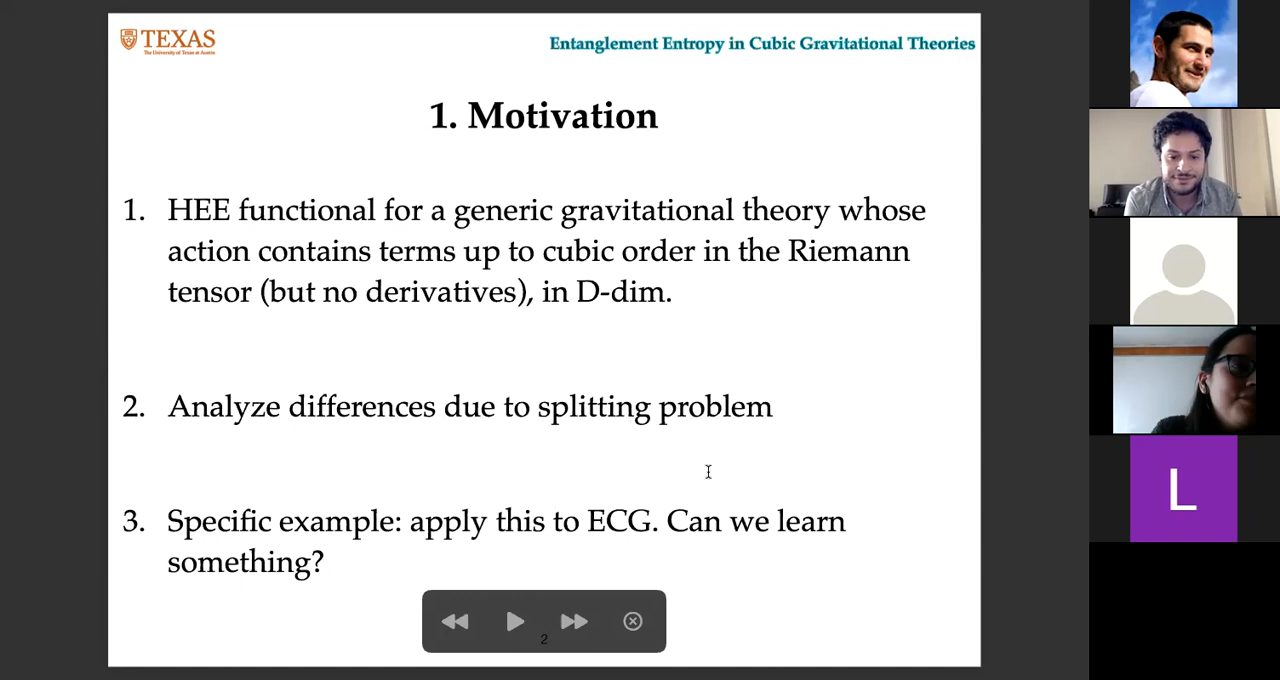 TEXAS
The University of Texas at Austin
Entanglement Entropy in Cubic Gravitational Theories
1. Motivation
1. HEE functional for a generic gravitational theory whose
action contains terms up to cubic order in the Riemann
tensor (but no derivatives), in D-dim.
2. Analyze differences due to splitting problem
3. Specific example: apply this to ECG. Can we learn
something?
2
L